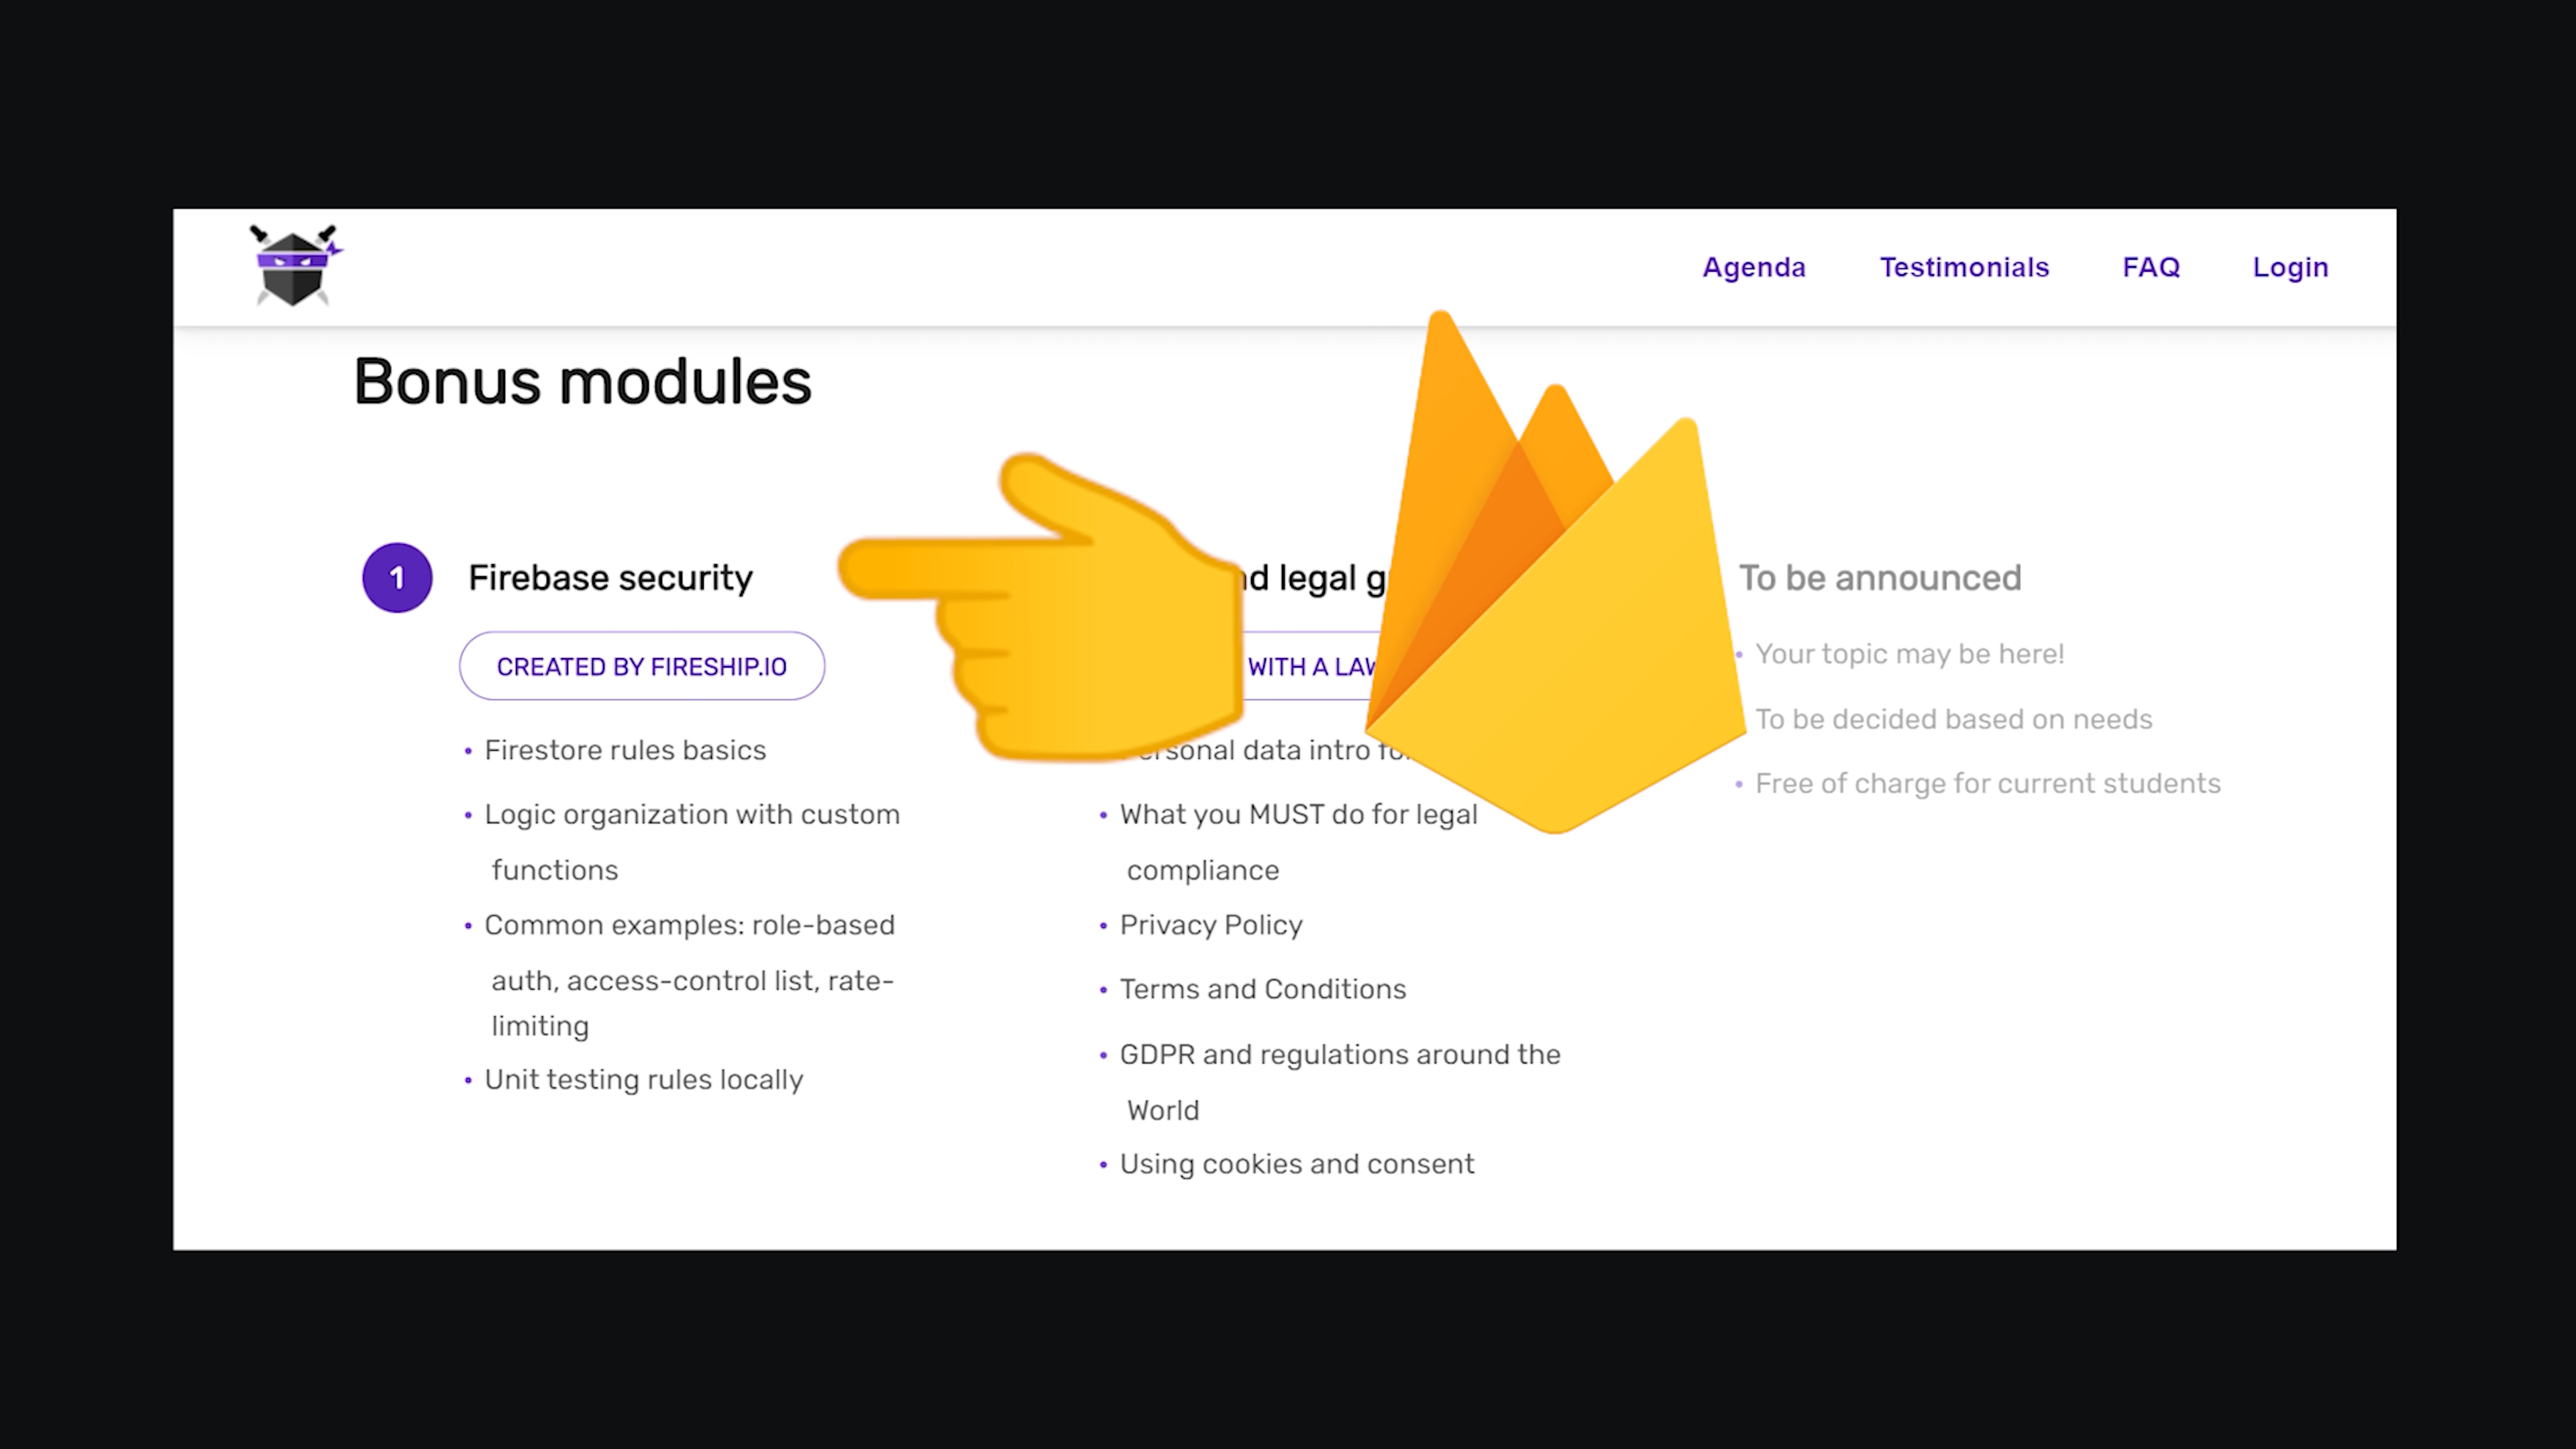 Agenda Testimonials FAQ Login
Bonus modules
1 Firebase security
CREATED BY FIRESHIP.IO
• Firestore rules basics
• Logic organization with custom
functions
• Common examples: role-based
auth, access-control list, rate-
limiting
• Unit testing rules locally
legal
WITH A
data intro
• What you MUST do for legal
compliance
• Privacy Policy
• Terms and Conditions
• GDPR and regulations around the
World
• Using cookies and consent
To be announced
• Your topic may be here!
To be decided based on needs
• Free of charge for current students